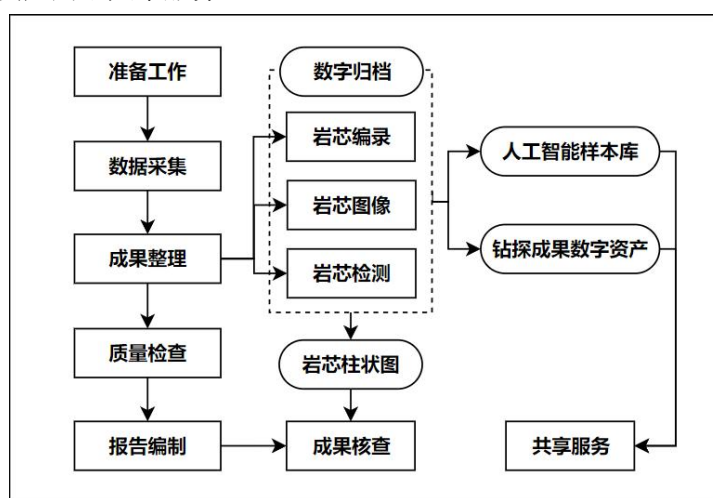 准备工作
数据采集
成果整理
质量检查
报告编制
数字归档
岩芯编录
岩芯图像
岩芯检测
岩芯柱状图
成果核查
人工智能样本库
钻探成果数字资产
共享服务